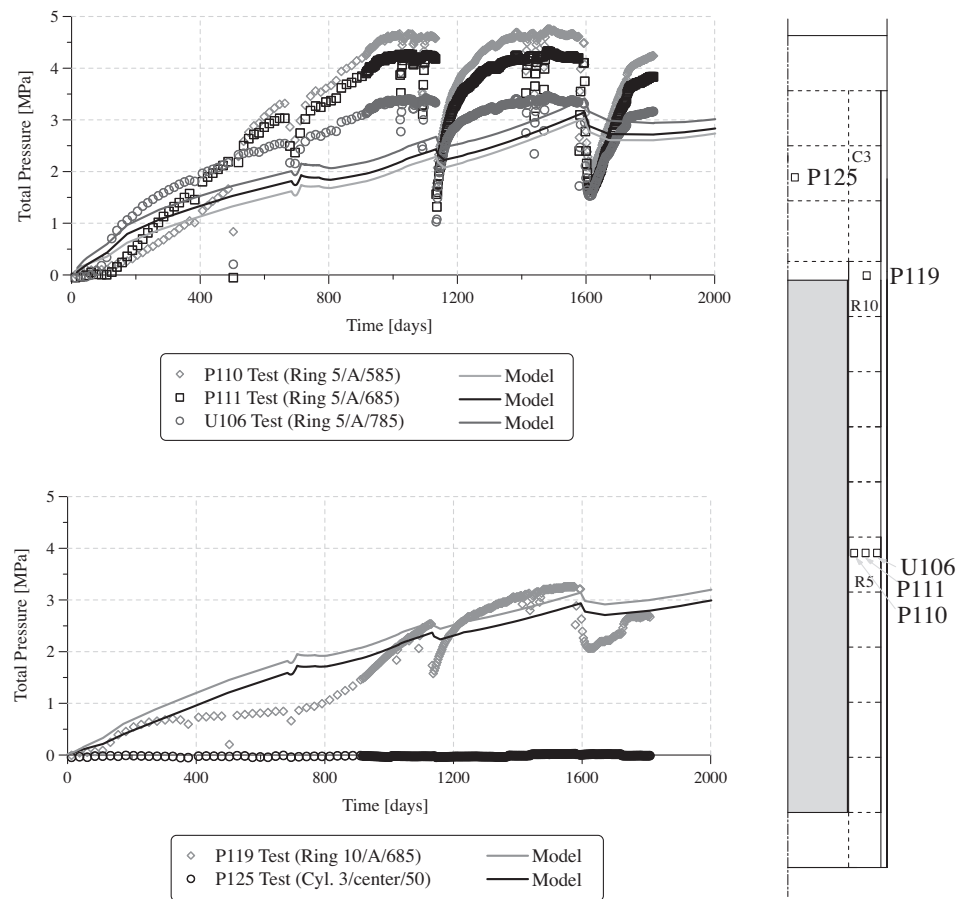 Total Pressure [MPa]
5
4
3
2
1
0
0 400 800 1200 1600 2000
Time [days]
P110 Test (Ring 5/A/585) Model
P111 Test (Ring 5/A/685) Model
U106 Test (Ring 5/A/785) Model
Total Pressure [MPa]
5
4
3
2
1
0
0 400 800 1200 1600 2000
Time [days]
P119 Test (Ring 10/A/685) Model
P125 Test (Cyl. 3/center/50) Model
C3
P125
P119
R10
U106
R5
P111
P110